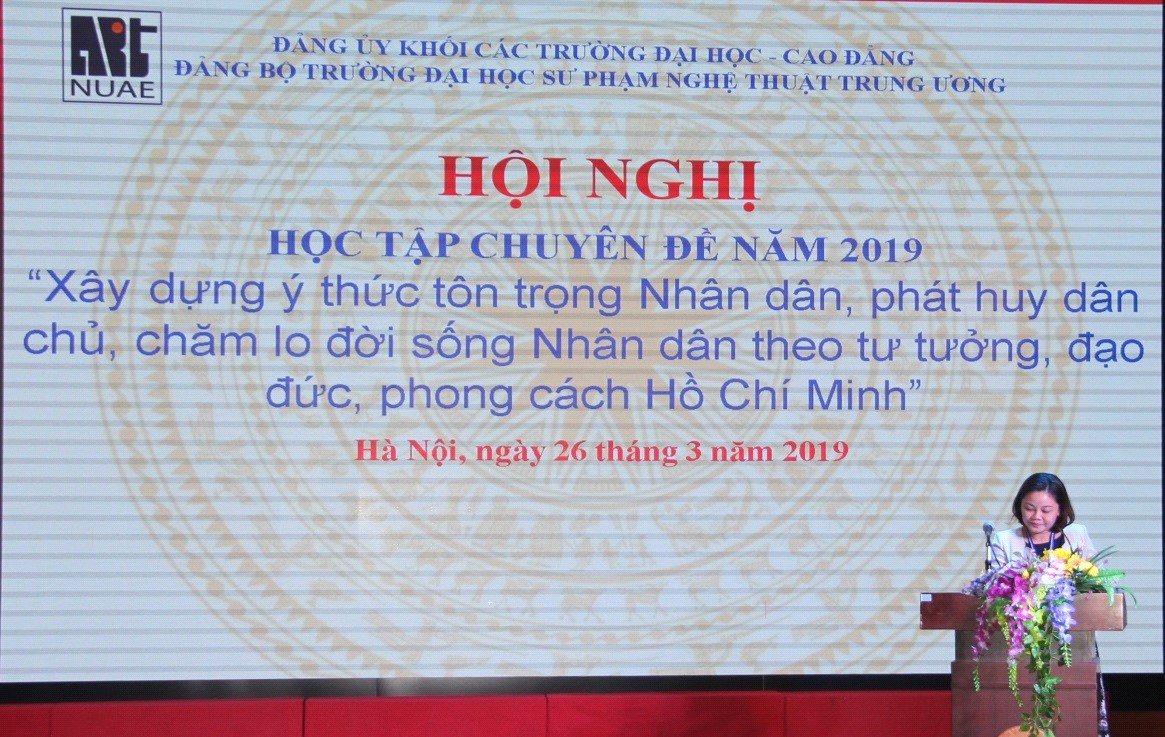 ART
NUAE
ĐẢNG ỦY KHỐI CÁC TRƯỜNG ĐẠI HỌC - CAO ĐẲNG
ĐẢNG BỘ TRƯỜNG ĐẠI HỌC SƯ PHẠM NGHỆ THUẬT TRUNG ƯƠNG
HỘI NGHỊ
HỌC TẬP CHUYÊN ĐỀ NĂM 2019
“Xây dựng ý thức tôn trọng Nhân dân, phát huy dân
chủ, chăm lo đời sống Nhân dân theo tư tưởng, đạo
đức, phong cách Hồ Chí Minh”
Hà Nội, ngày 26 tháng 3 năm 2019